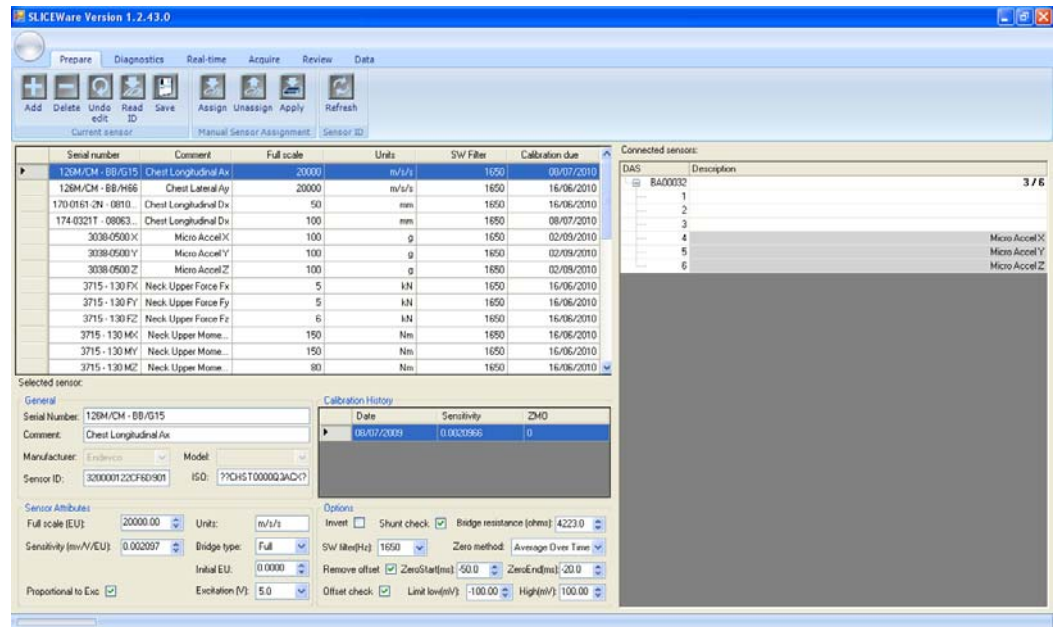 SLICEWare Version 1.2.43.0
Prepare Diagnostics Real-time Acquire Review Data
Add Delete Undo edit Read ID Save Assign Unassign Apply Refresh
Current sensor Manual Sensor Assignment Sensor ID
Serial number Comment Full scale Units SW Filter Calibration due
126M/CM - BB/G15 Chest Longitudinal Ax 20000 m/s/s 1650 08/07/2010
126M/CM - BB/H66 Chest Lateral Ay 20000 m/s/s 1650 16/06/2010
170-0161-2N - 0810... Chest Longitudinal Dx 50 mm 1650 16/06/2010
174-0321T - 08063... Chest Longitudinal Dx 100 mm 1650 08/07/2010
3038-0500 X Micro Accel X 100 g 1650 02/09/2010
3038-0500 Y Micro Accel Y 100 g 1650 02/09/2010
3038-0500 Z Micro Accel Z 100 g 1650 02/09/2010
3715 - 130 FX Neck Upper Force Fx 5 kN 1650 16/06/2010
3715 - 130 FY Neck Upper Force Fy 5 kN 1650 16/06/2010
3715 - 130 FZ Neck Upper Force Fz 6 kN 1650 16/06/2010
3715 - 130 MX Neck Upper Mome... 150 Nm 1650 16/06/2010
3715 - 130 MY Neck Upper Mome... 150 Nm 1650 16/06/2010
3715 - 130 MZ Neck Upper Mome... 80 Nm 1650 16/06/2010
Connected sensors:
DAS Description
BA00032 3 / 6
1
2
3
4 Micro Accel X
5 Micro Accel Y
6 Micro Accel Z
Selected sensor:
General
Serial Number: 126M/CM - BB/G15
Comment: Chest Longitudinal Ax
Manufacturer: Endevco Model:
Sensor ID: 320000122CF6D901 ISO: ??CHST0000Q3ACX?
Calibration History
Date Sensitivity ZMO
08/07/2009 0.0020966 0
Sensor Attributes
Full scale (EU): 20000.00 Units: m/s/s
Sensitivity (mv/V/EU): 0.002097 Bridge type: Full
Initial EU: 0.0000
Proportional to Exc Excitation (V): 5.0
Options
Invert Shunt check Bridge resistance (ohms): 4223.0
SW filter(Hz): 1650 Zero method: Average Over Time
Remove offset ZeroStart(ms): -50.0 ZeroEnd(ms): -20.0
Offset check Limit low(mV): -100.00 High(mV): 100.00